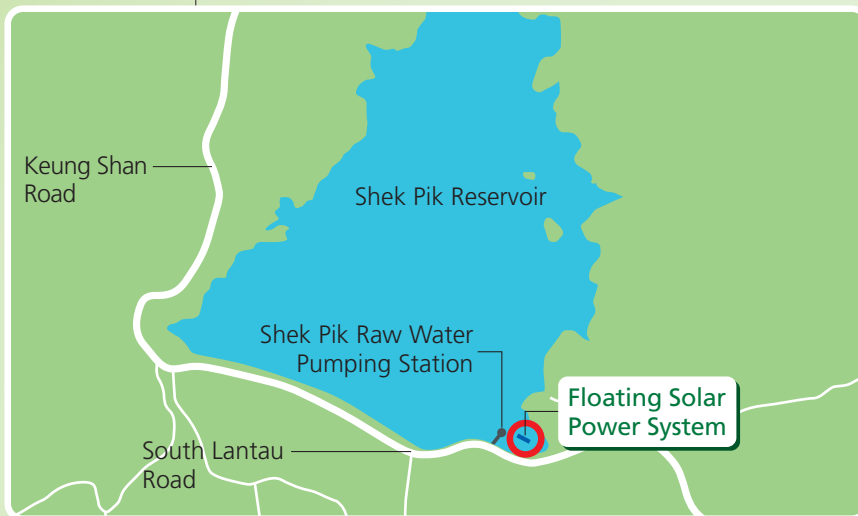 Keung Shan
Road
Shek Pik Reservoir
Shek Pik Raw Water
Pumping Station
Floating Solar
Power System
South Lantau
Road